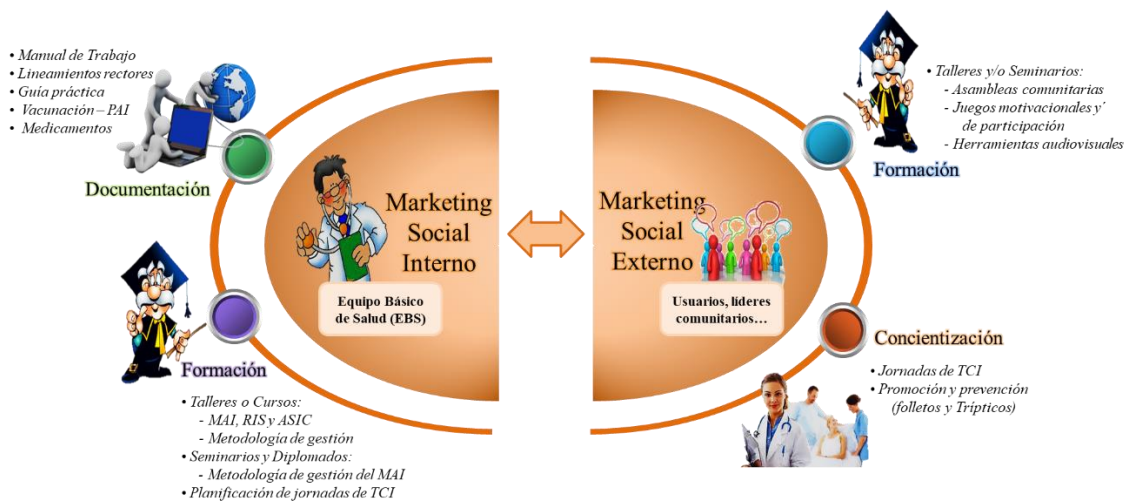 • Manual de Trabajo
• Lineamientos rectores
• Guía práctica
• Vacunación – PAI
• Medicamentos
Documentación
Formación
• Talleres o Cursos:
- MAI, RIS y ASIC
- Metodología de gestión
• Seminarios y Diplomados:
- Metodología de gestión del MAI
• Planificación de jornadas de TCI
Marketing
Social
Interno
Equipo Básico
de Salud (EBS)
Marketing
Social
Externo
Usuarios, líderes
comunitarios…
• Talleres y/o Seminarios:
- Asambleas comunitarias
- Juegos motivacionales y´
de participación
- Herramientas audiovisuales
Formación
Concientización
• Jornadas de TCI
• Promoción y prevención
(folletos y Trípticos)